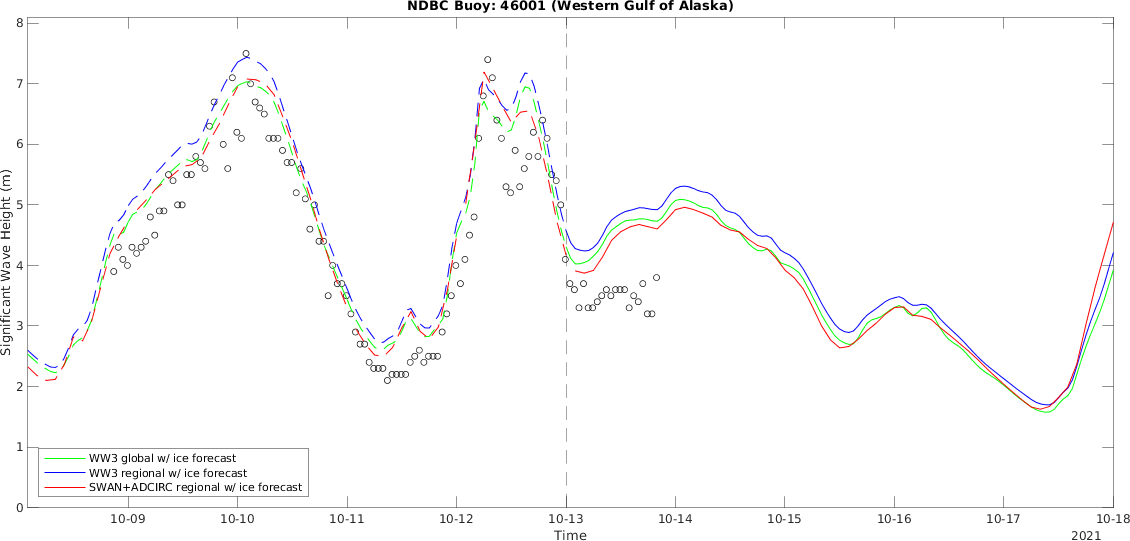 NDBC Buoy: 46001 (Western Gulf of Alaska)
8
7
6
5
4
3
2
1
0
Significant Wave Height (m)
WW3 global w/ ice forecast
WW3 regional w/ ice forecast
SWAN+ADCIRC regional w/ ice forecast
10-09 10-10 10-11 10-12 10-13 10-14 10-15 10-16 10-17 10-18
Time
2021